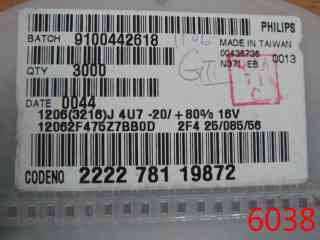 PHILIPS
BATCH 9100442618
MADE IN TAIWAN
00436736 0013
N371 EB
QTY 3000
DATE 0044
1206(3216)J 4U7 -20/+80% 16V
12062F475Z7BB0D 2F4 25/085/56
CODENO 2222 781 19872
6038